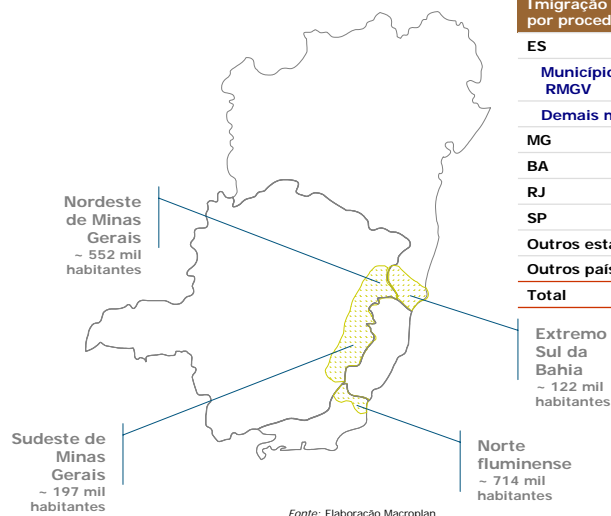 Imigração
por proced
ES
Município
RMGV
Demais n
MG
BA
RJ
SP
Outros esta
Outros país
Total
Nordeste
de Minas
Gerais
~ 552 mil
habitantes
Extremo
Sul da
Bahia
~ 122 mil
habitantes
Sudeste de
Minas
Gerais
~ 197 mil
habitantes
Norte
fluminense
~ 714 mil
habitantes
Fonte: Elaboração Macroplan